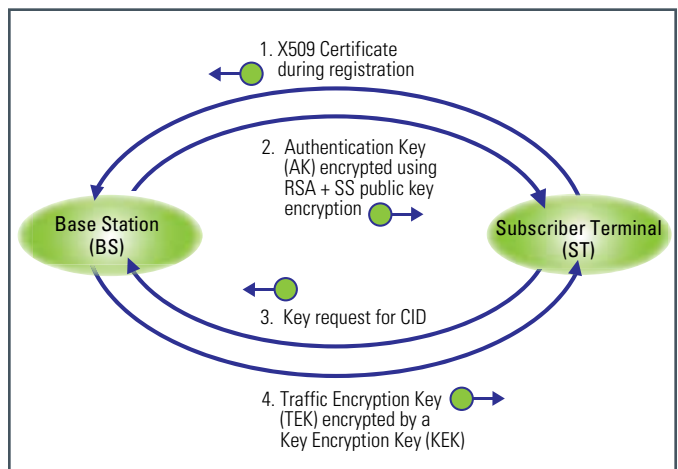 1. X509 Certificate
during registration
2. Authentication Key
(AK) encrypted using
RSA + SS public key
encryption
Base Station
(BS)
Subscriber Terminal
(ST)
3. Key request for CID
4. Traffic Encryption Key
(TEK) encrypted by a
Key Encryption Key (KEK)